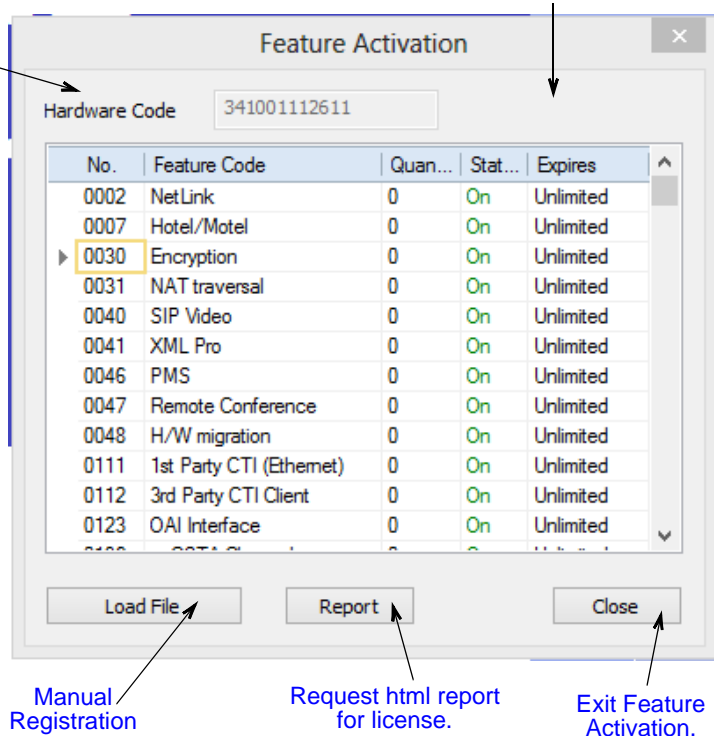 Feature Activation
Hardware Code 341001112611
No. Feature Code Quan... Stat... Expires
0002 NetLink 0 On Unlimited
0007 Hotel/Motel 0 On Unlimited
0030 Encryption 0 On Unlimited
0031 NAT traversal 0 On Unlimited
0040 SIP Video 0 On Unlimited
0041 XML Pro 0 On Unlimited
0046 PMS 0 On Unlimited
0047 Remote Conference 0 On Unlimited
0048 H/W migration 0 On Unlimited
0111 1st Party CTI (Ethernet) 0 On Unlimited
0112 3rd Party CTI Client 0 On Unlimited
0123 OAI Interface 0 On Unlimited
Load File Report Close
Manual Request html report Exit Feature
Registration for license. Activation.